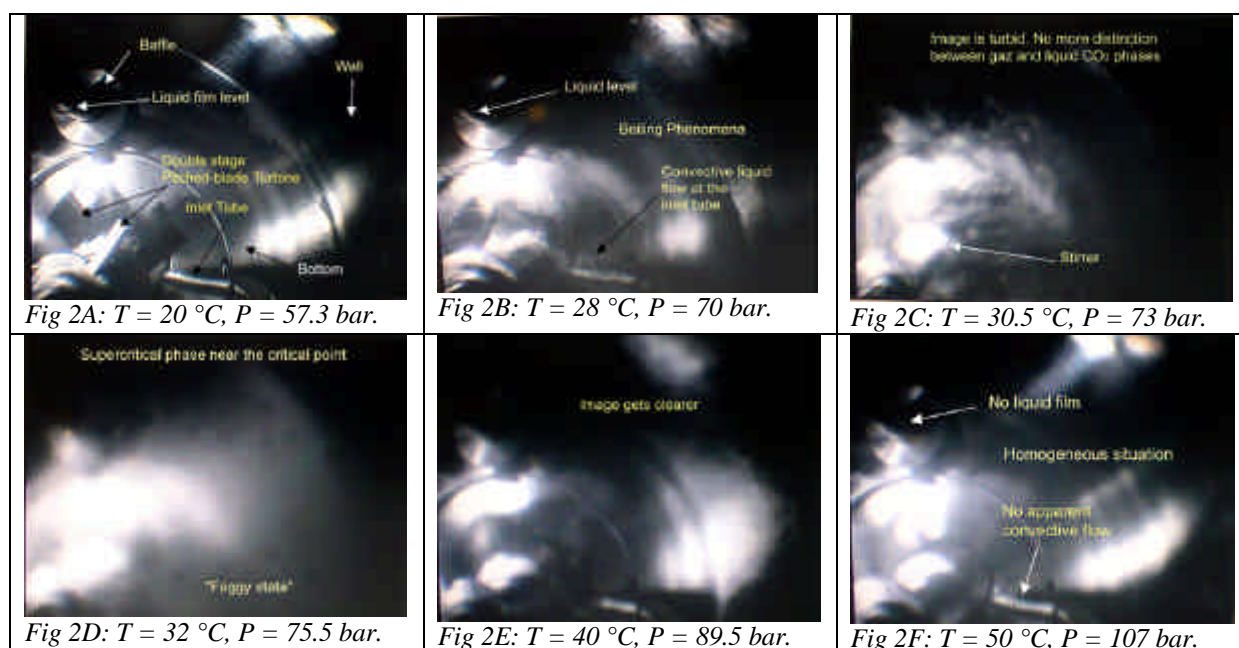 Baffle
Wall
Liquid film level
Double stage
Pitched-blade Turbine
Inlet Tube
Bottom
Fig 2A: T = 20 °C, P = 57.3 bar.
Liquid level
Boiling Phenomena
Convective liquid
flow at the
inlet tube
Fig 2B: T = 28 °C, P = 70 bar.
Image is turbid. No more distinction
between gaz and liquid CO₂ phases
Stirrer
Fig 2C: T = 30.5 °C, P = 73 bar.
Supercritical phase near the critical point
"Foggy state"
Fig 2D: T = 32 °C, P = 75.5 bar.
Image gets clearer
Fig 2E: T = 40 °C, P = 89.5 bar.
No liquid film
Homogeneous situation
No apparent
convective flow
Fig 2F: T = 50 °C, P = 107 bar.